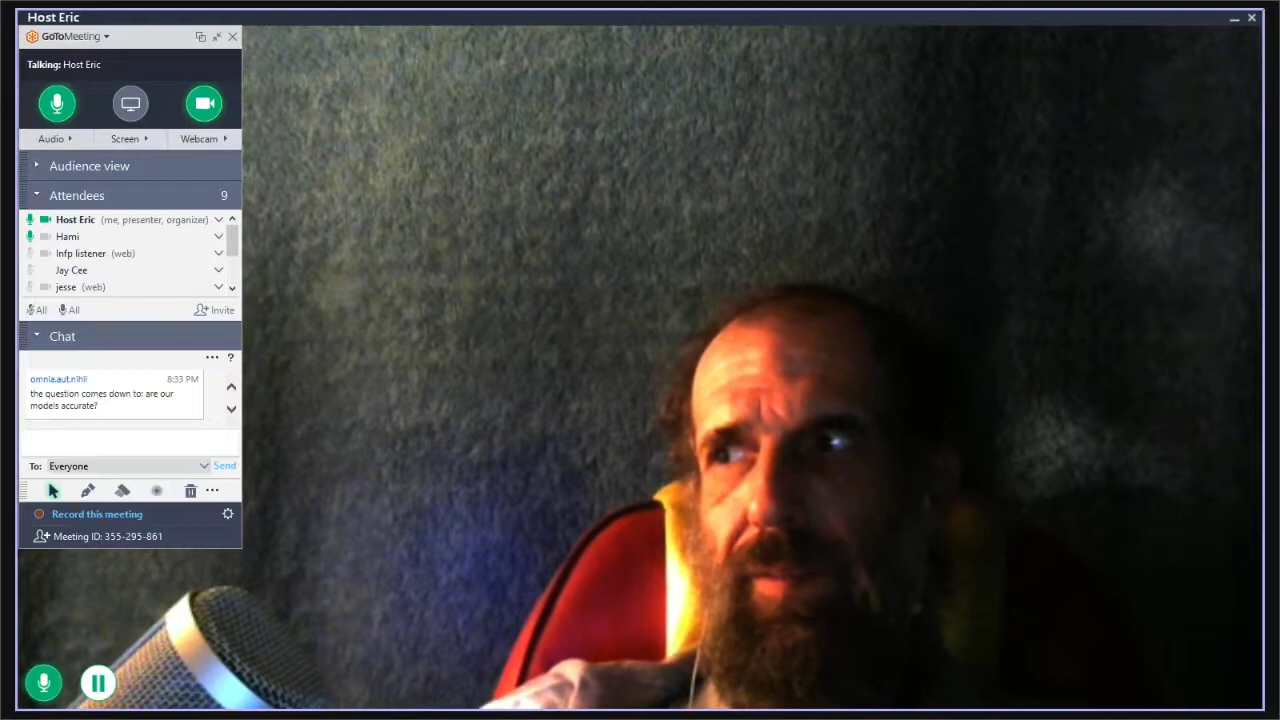 Host Eric
GoToMeeting
Talking: Host Eric
Audio
Screen
Webcam
Audience view
Attendees 9
Host Eric (me, presenter, organizer)
Hami
Infp listener (web)
Jay Cee
jesse (web)
All
All
Invite
Chat
?
omnia.aut.nihil 8:33 PM
the question comes down to: are our
models accurate?
To: Everyone Send
Record this meeting
Meeting ID: 355-295-861